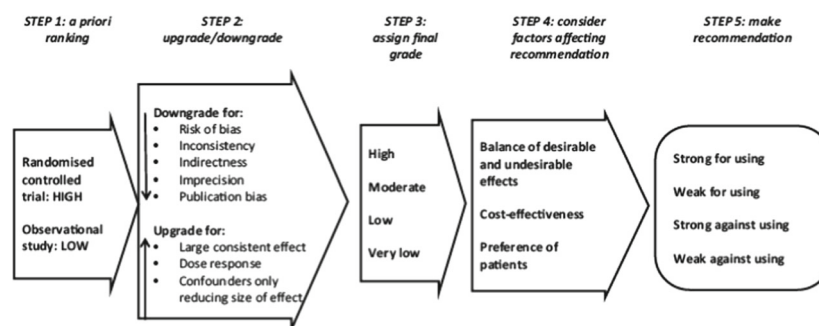 STEP 1: a priori
ranking
STEP 2:
upgrade/downgrade
STEP 3:
assign final
grade
STEP 4: consider
factors affecting
recommendation
STEP 5: make
recommendation
Randomised
controlled
trial: HIGH
Observational
study: LOW
Downgrade for:
• Risk of bias
• Inconsistency
• Indirectness
• Imprecision
• Publication bias
Upgrade for:
• Large consistent effect
• Dose response
• Confounders only
reducing size of effect
High
Moderate
Low
Very low
Balance of desirable
and undesirable
effects
Cost-effectiveness
Preference of
patients
Strong for using
Weak for using
Strong against using
Weak against using